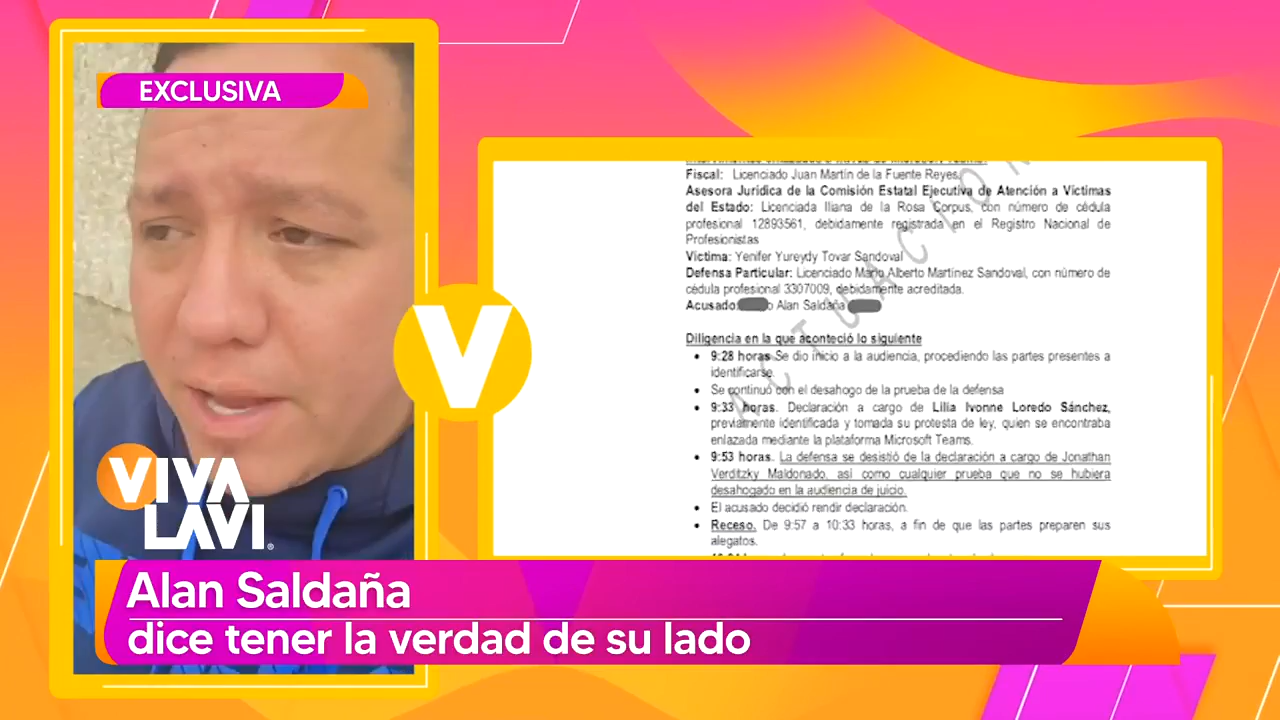 EXCLUSIVA
VIVA
LAVI
Alan Saldaña
dice tener la verdad de su lado
V
Fiscal: Licenciado Juan Martín de la Fuente Reyes.
Asesora Jurídica de la Comisión Estatal Ejecutiva de Atención a Víctimas
del Estado: Licenciada Iliana de la Rosa Corpus, con número de cédula
profesional 12893561, debidamente registrada en el Registro Nacional de
Profesionistas
Víctima: Yenifer Yureydy Tovar Sandoval
Defensa Particular: Licenciado Mario Alberto Martínez Sandoval, con número de
cédula profesional 3307009, debidamente acreditada.
Acusado: o Alan Saldaña
Diligencia en la que aconteció lo siguiente
• 9:28 horas Se dio inicio a la audiencia, procediendo las partes presentes a
identificarse.
• Se continuó con el desahogo de la prueba de la defensa
• 9:33 horas. Declaración a cargo de Lilia Ivonne Loredo Sánchez,
previamente identificada y tomada su protesta de ley, quien se encontraba
enlazada mediante la plataforma Microsoft Teams.
• 9:53 horas. La defensa se desistió de la declaración a cargo de Jonathan
Verditzky Maldonado, así como cualquier prueba que no se hubiera
desahogado en la audiencia de juicio.
• El acusado decidió rendir declaración.
• Receso. De 9:57 a 10:33 horas, a fin de que las partes preparen sus
alegatos.